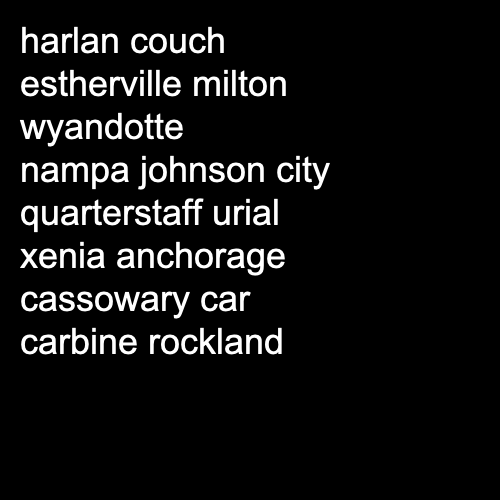 harlan couch
estherville milton
wyandotte
nampa johnson city
quarterstaff urial
xenia anchorage
cassowary car
carbine rockland